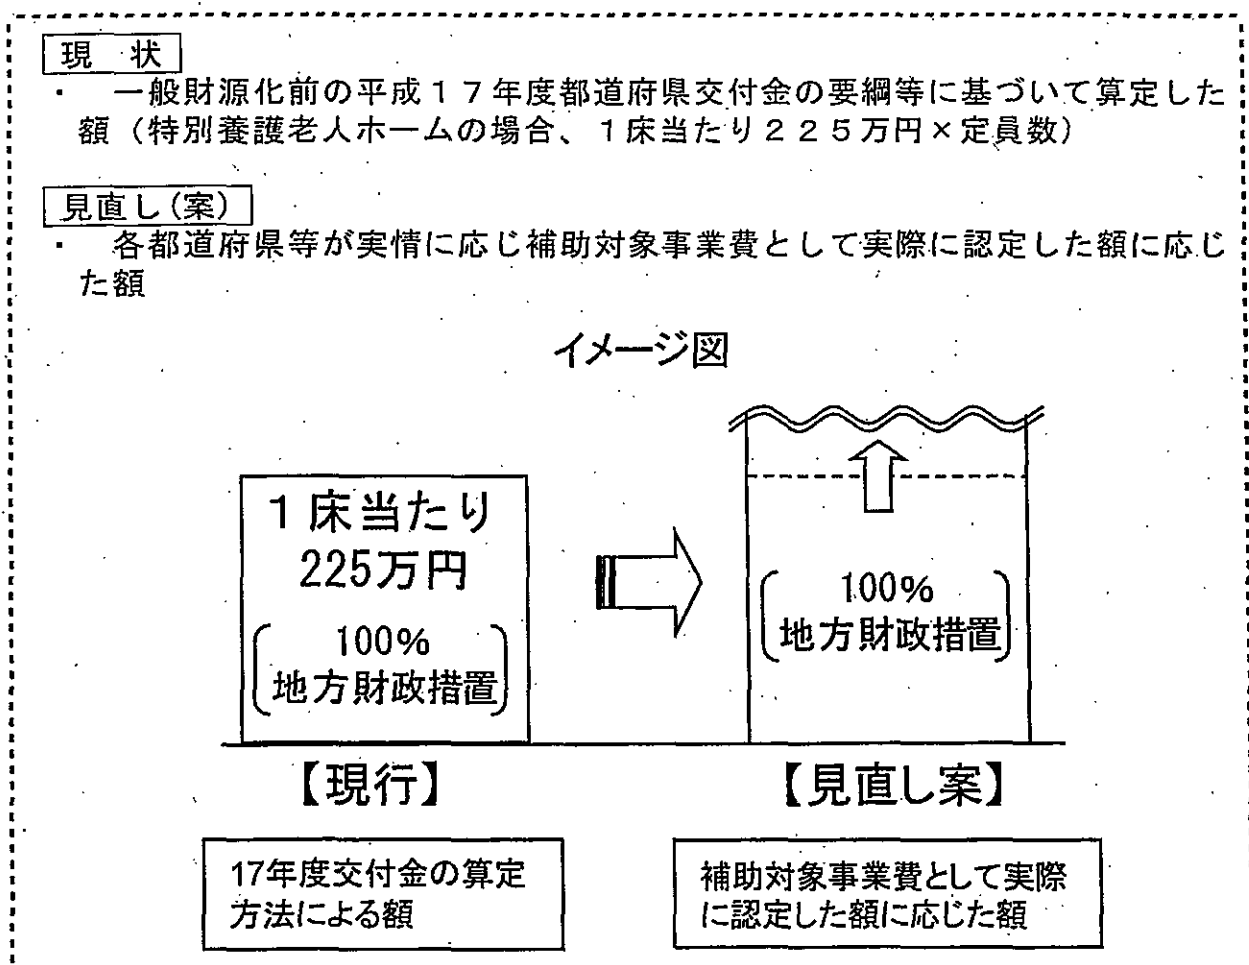 現　状
・　一般財源化前の平成１７年度都道府県交付金の要綱等に基づいて算定した
額（特別養護老人ホームの場合、１床当たり２２５万円×定員数）
見直し（案）
・　各都道府県等が実情に応じ補助対象事業費として実際に認定した額に応じ
た額
イメージ図
１床当たり
225万円
100%
地方財政措置
100%
地方財政措置
【現行】
【見直し案】
17年度交付金の算定
方法による額
補助対象事業費として実際
に認定した額に応じた額